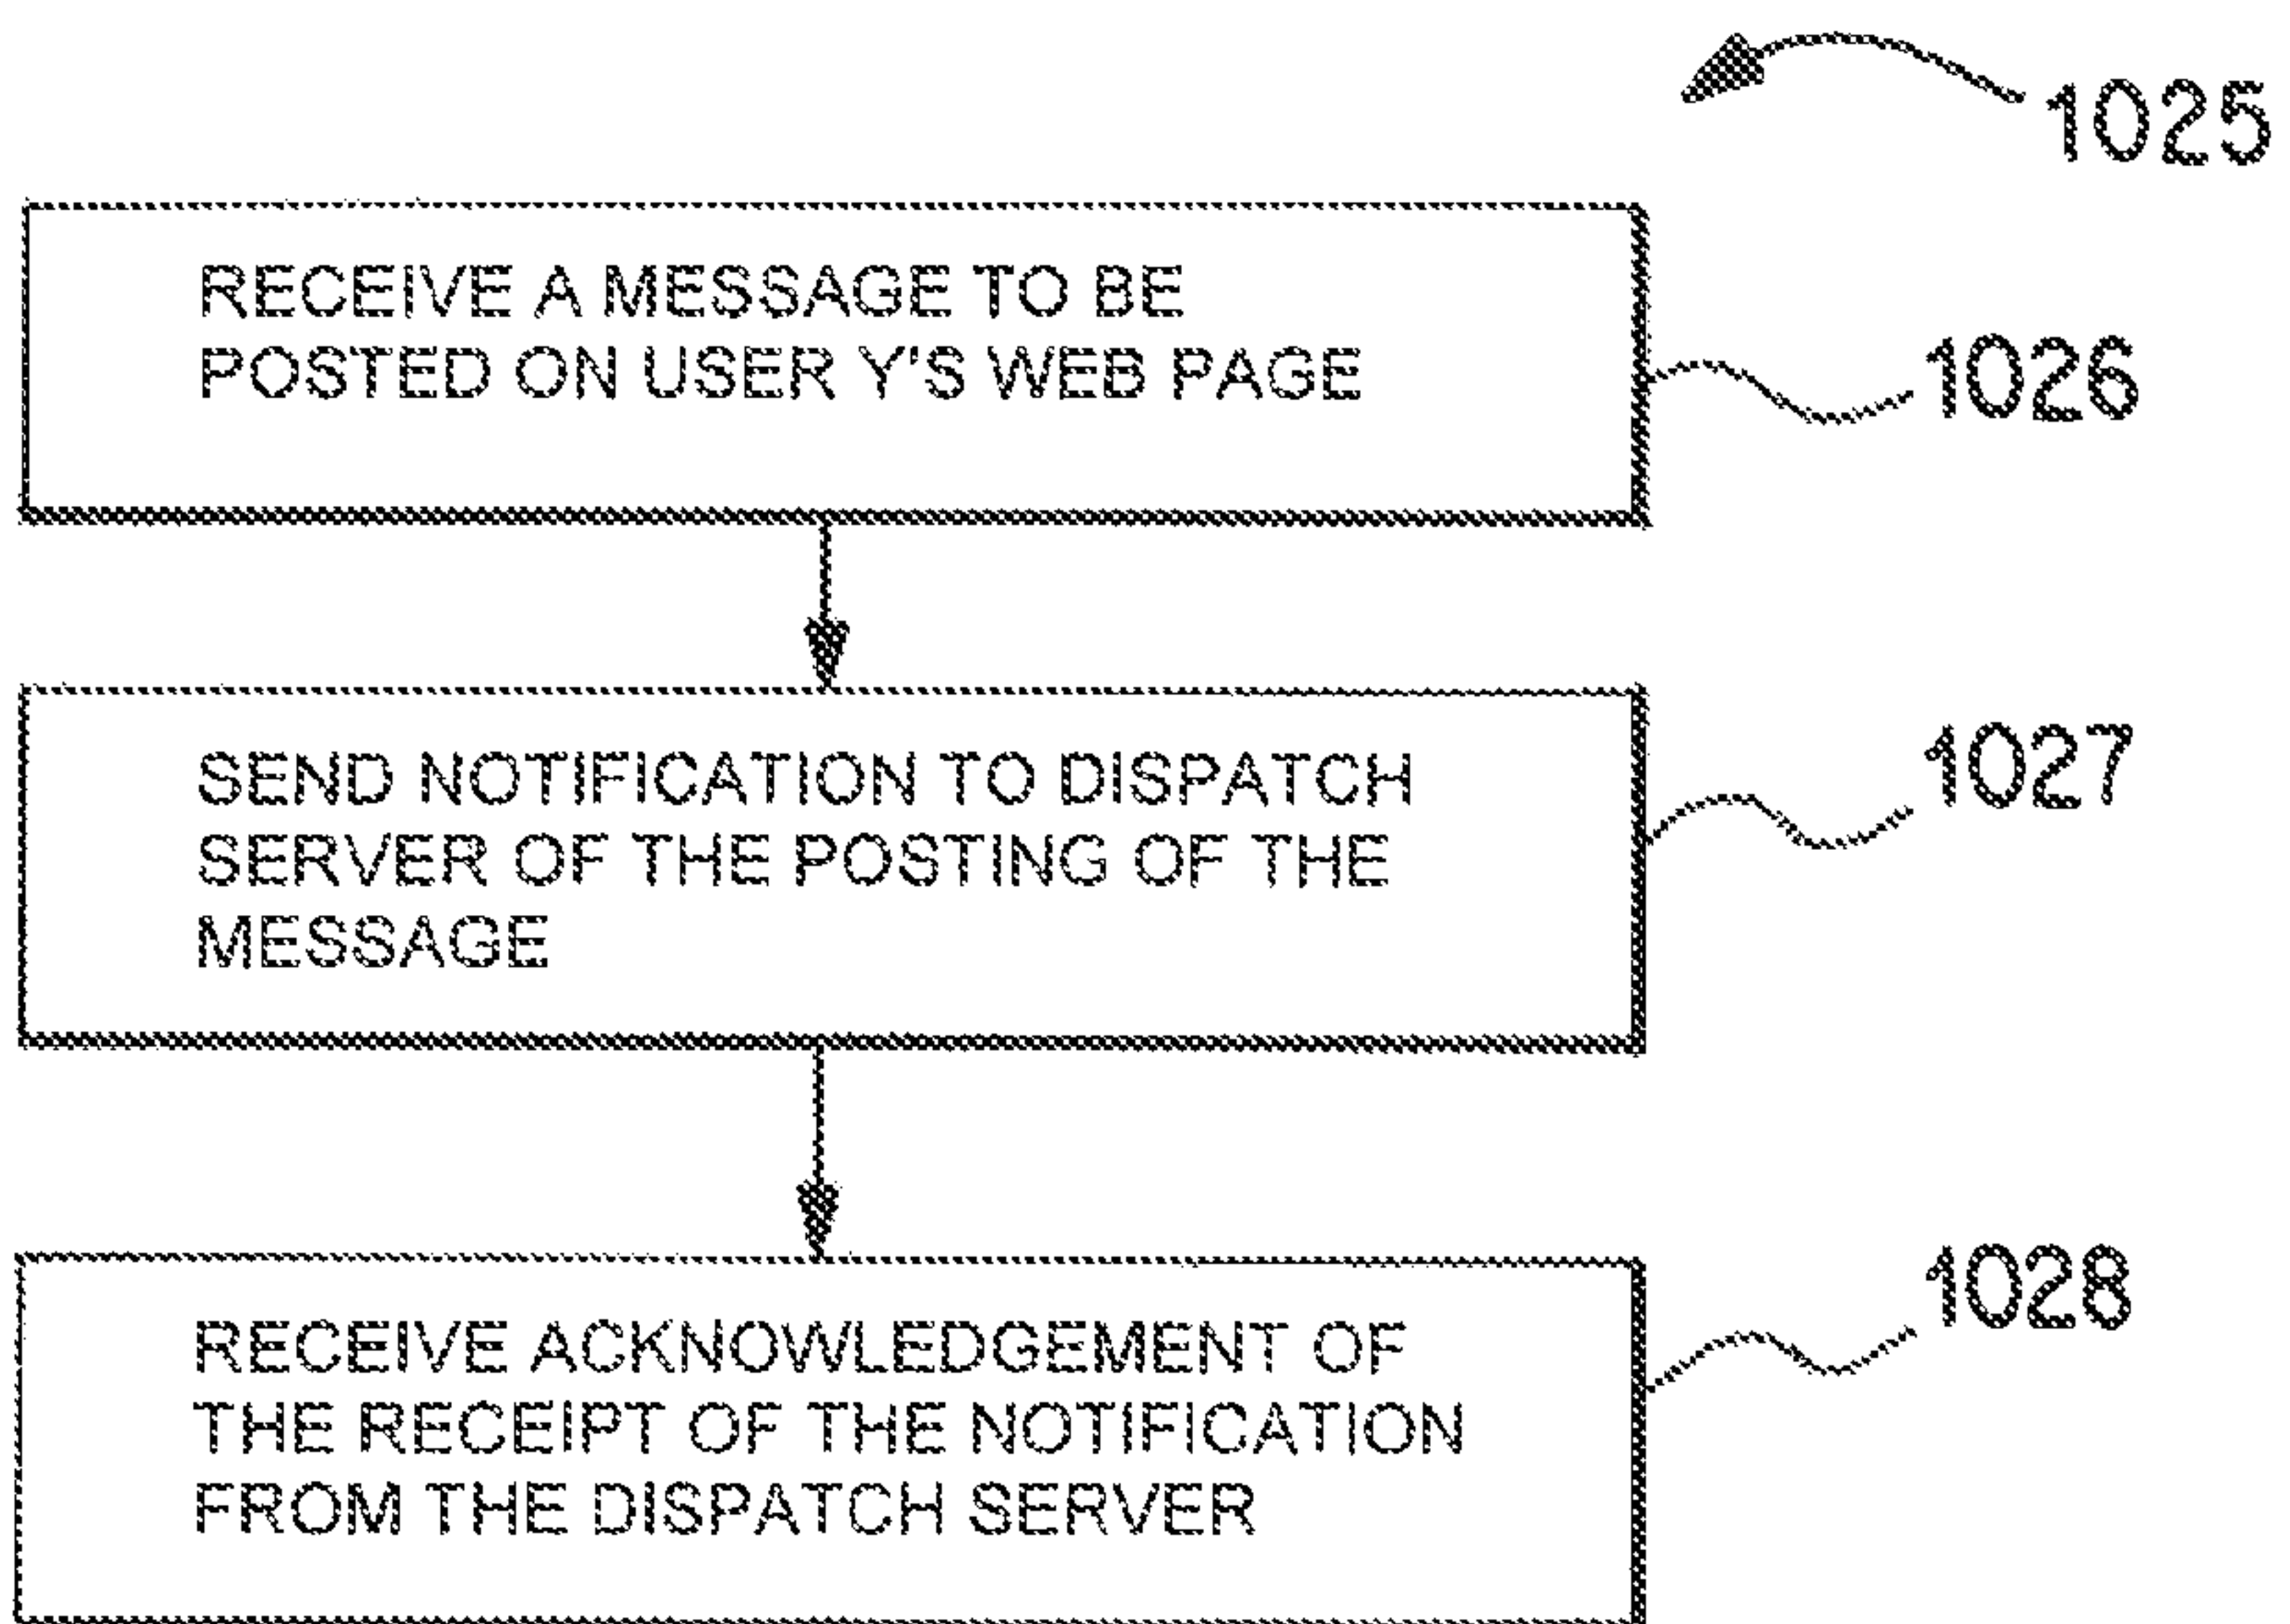 1025
RECEIVE A MESSAGE TO BE
POSTED ON USER Y'S WEB PAGE
1026
SEND NOTIFICATION TO DISPATCH
SERVER OF THE POSTING OF THE
MESSAGE
1027
RECEIVE ACKNOWLEDGEMENT OF
THE RECEIPT OF THE NOTIFICATION
FROM THE DISPATCH SERVER
1028